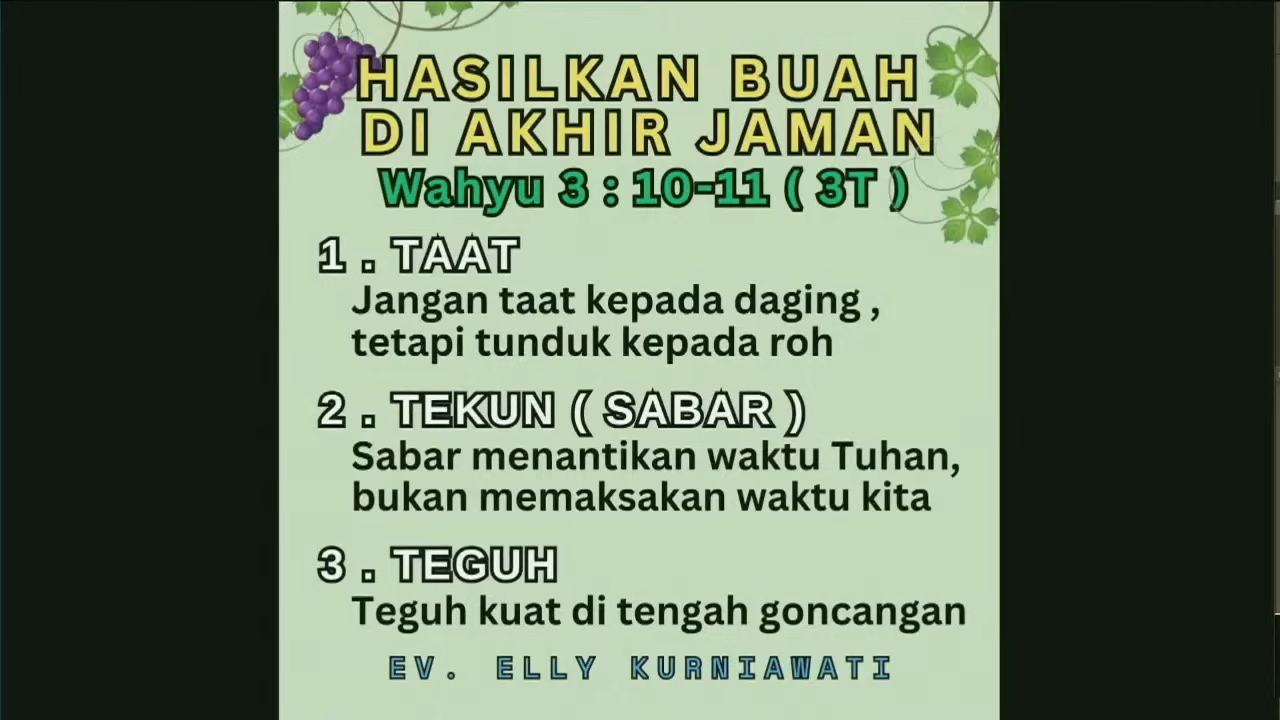 HASILKAN BUAH
DI AKHIR JAMAN
Wahyu 3 : 10-11 ( 3T )
1 . TAAT
Jangan taat kepada daging ,
tetapi tunduk kepada roh
2 . TEKUN ( SABAR )
Sabar menantikan waktu Tuhan,
bukan memaksakan waktu kita
3 . TEGUH
Teguh kuat di tengah goncangan
EV. ELLY KURNIAWATI